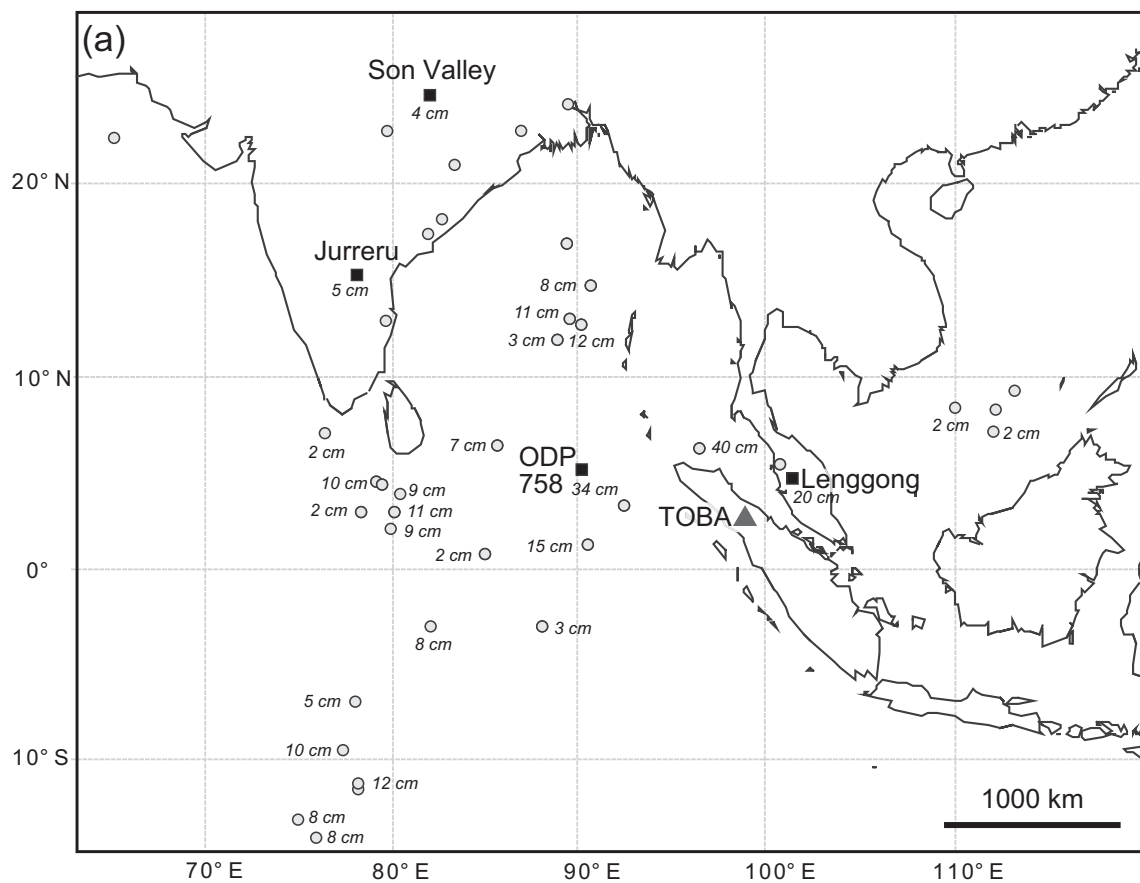 (a)
Son Valley
4 cm
20° N
Jurreru
5 cm
8 cm
11 cm
3 cm
12 cm
10° N
2 cm
2 cm
2 cm
7 cm
ODP
758
34 cm
40 cm
Lenggong
20 cm
10 cm
9 cm
2 cm
11 cm
9 cm
TOBA
15 cm
2 cm
0°
8 cm
3 cm
5 cm
10 cm
10° S
12 cm
8 cm
8 cm
1000 km
70° E
80° E
90° E
100° E
110° E